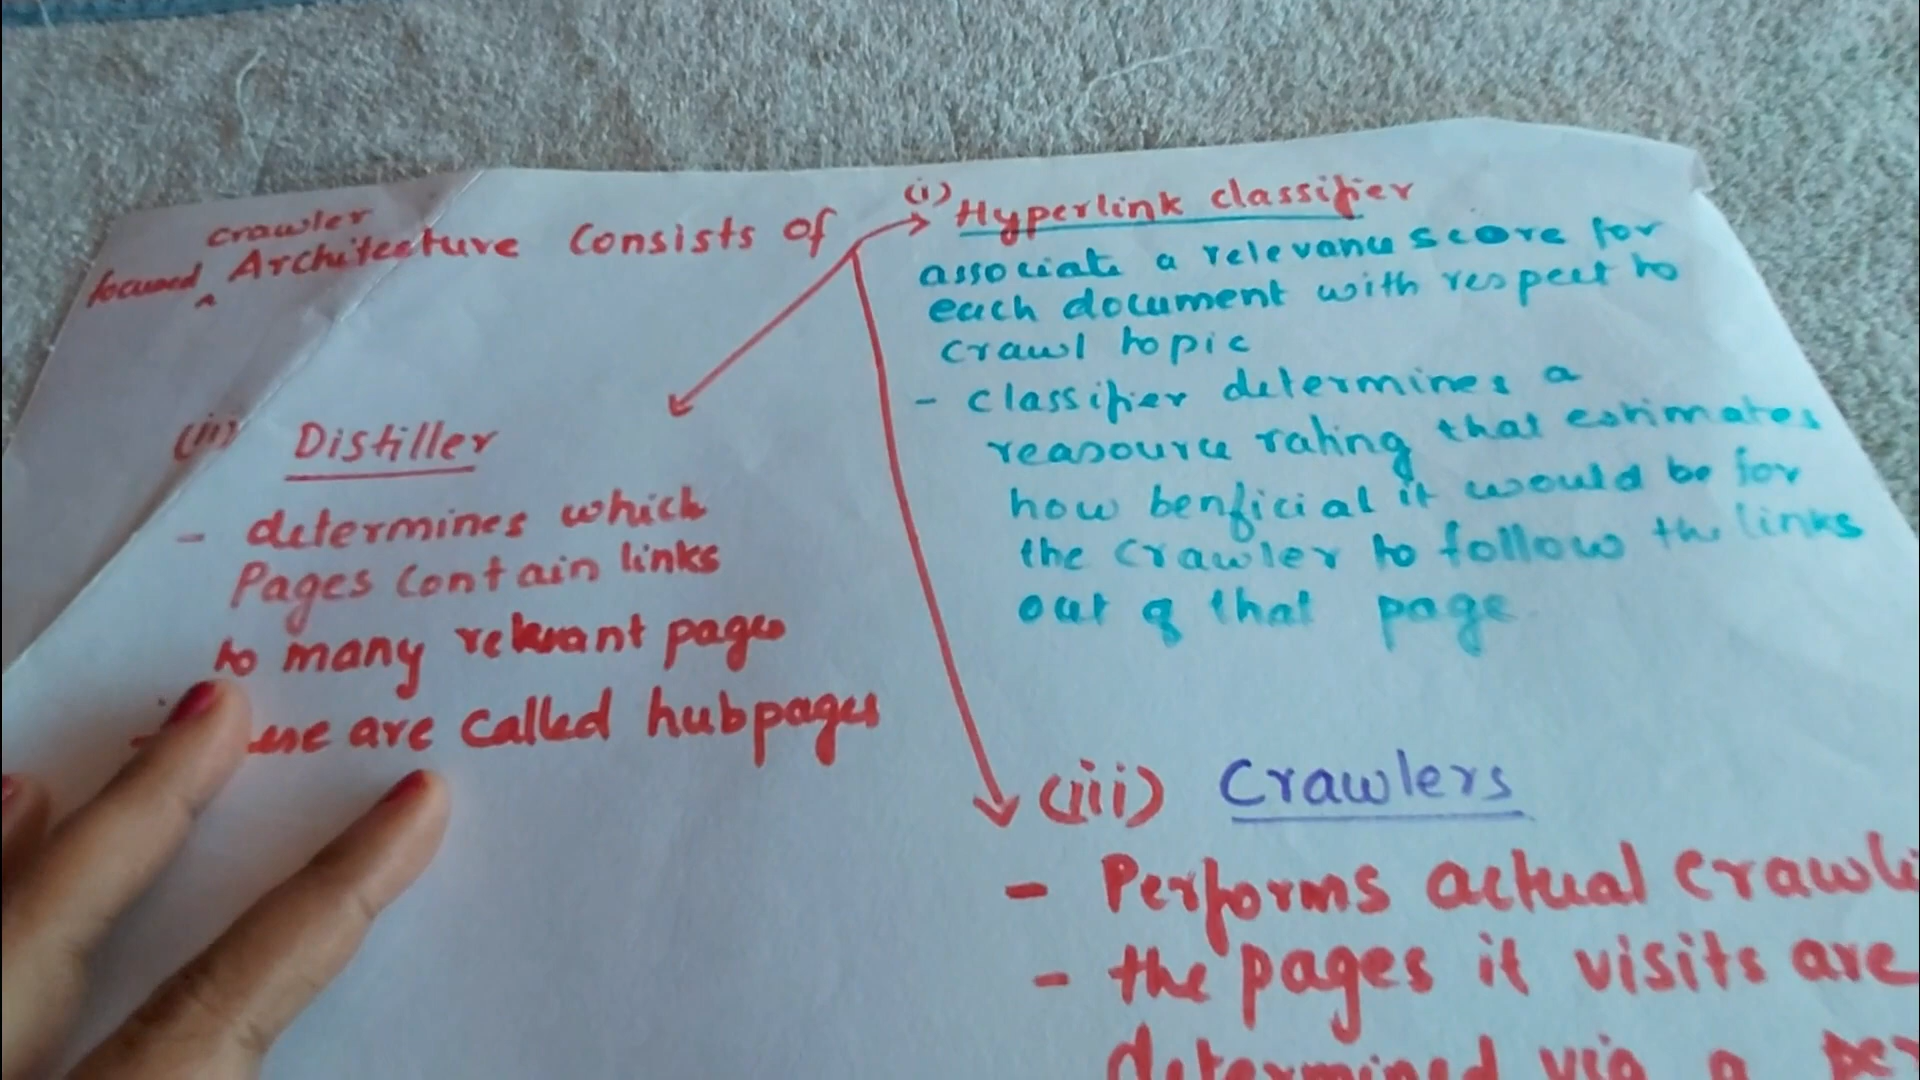 focused crawler Architecture Consists of
(i) Hyperlink classifier
associate a relevance score for
each document with respect to
crawl topic
- classifier determines a
reasource rating that estimates
how benficial it would be for
the crawler to follow the links
out of that page
(ii) Distiller
- determines which
Pages contain links
to many relevant pages
are called hubpages
(iii) Crawlers
- Performs actual
- the pages it visits are
determined via a